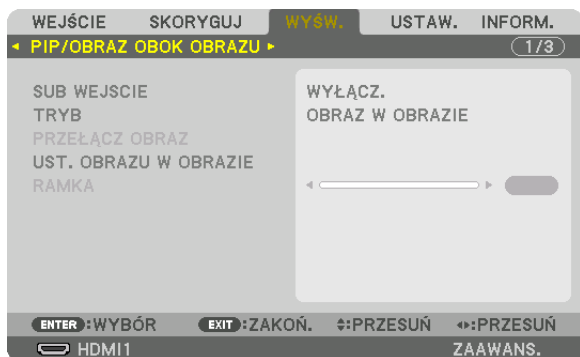 WEJŚCIE SKORYGUJ WYŚW. USTAW. INFORM.
PIP/OBRAZ OBOK OBRAZU 1/3
SUB WEJSCIE WYŁĄCZ.
TRYB OBRAZ W OBRAZIE
PRZEŁĄCZ OBRAZ
UST. OBRAZU W OBRAZIE
RAMKA
ENTER :WYBÓR EXIT :ZAKOŃ. :PRZESUŃ :PRZESUŃ
HDMI1 ZAAWANS.